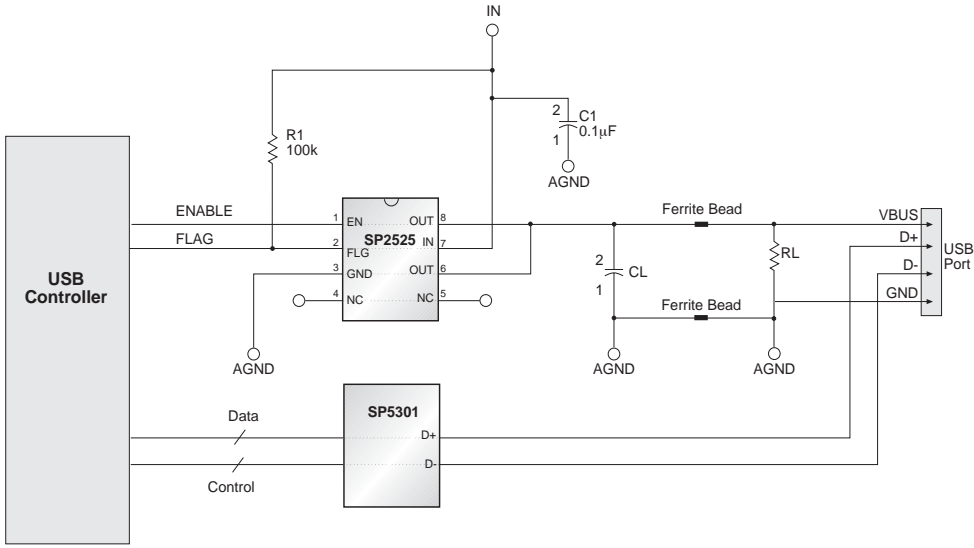 IN
R1
100k
2
C1
0.1µF
1
AGND
ENABLE
FLAG
USB
Controller
1 EN
OUT 8
SP2525
2 FLG
IN 7
3 GND
OUT 6
4 NC
NC 5
AGND
Ferrite Bead
2
CL
1
Ferrite Bead
RL
AGND
AGND
VBUS
D+
D-
GND
USB
Port
SP5301
Data
D+
D-
Control